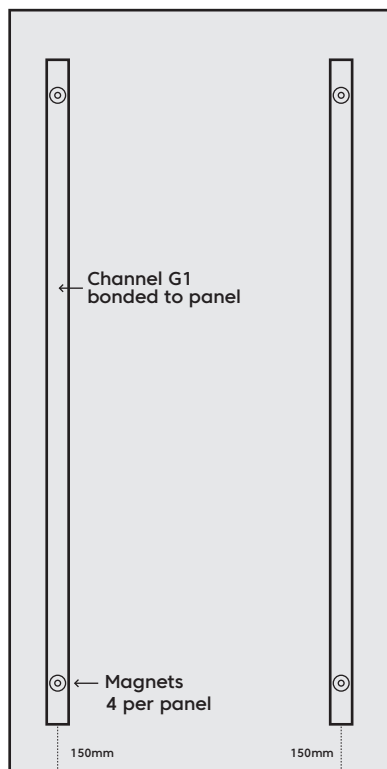 Channel G1
bonded to panel
Magnets
4 per panel
150mm 150mm